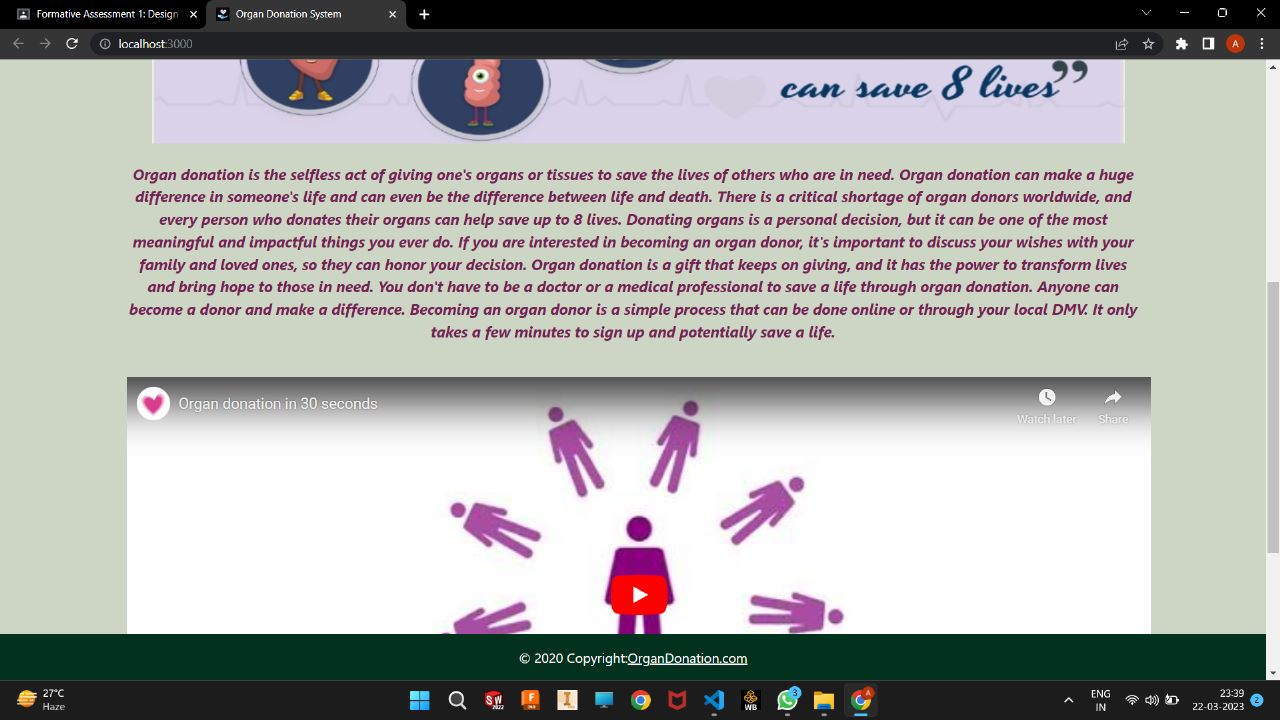 Formative Assessment 1: Design
Organ Donation System
localhost:3000
can save 8 lives”
Organ donation is the selfless act of giving one's organs or tissues to save the lives of others who are in need. Organ donation can make a huge
difference in someone's life and can even be the difference between life and death. There is a critical shortage of organ donors worldwide, and
every person who donates their organs can help save up to 8 lives. Donating organs is a personal decision, but it can be one of the most
meaningful and impactful things you ever do. If you are interested in becoming an organ donor, it's important to discuss your wishes with your
family and loved ones, so they can honor your decision. Organ donation is a gift that keeps on giving, and it has the power to transform lives
and bring hope to those in need. You don't have to be a doctor or a medical professional to save a life through organ donation. Anyone can
become a donor and make a difference. Becoming an organ donor is a simple process that can be done online or through your local DMV. It only
takes a few minutes to sign up and potentially save a life.
Organ donation in 30 seconds
Watch later
Share
© 2020 Copyright:OrganDonation.com
27°C
Haze
SW
2022
F
I
WB
3
A
ENG
IN
23:39
22-03-2023
2